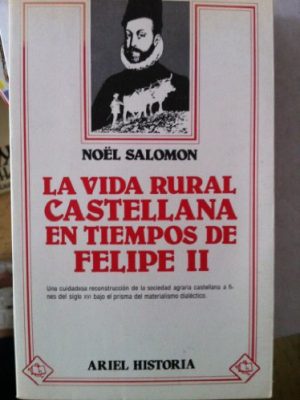 NOËL SALOMON
LA VIDA RURAL
CASTELLANA
EN TIEMPOS DE
FELIPE II
Una cuidadosa reconstrucción de la sociedad agraria castellana a fi-
nes del siglo XVI bajo el prisma del materialismo dialéctico.
ARIEL HISTORIA